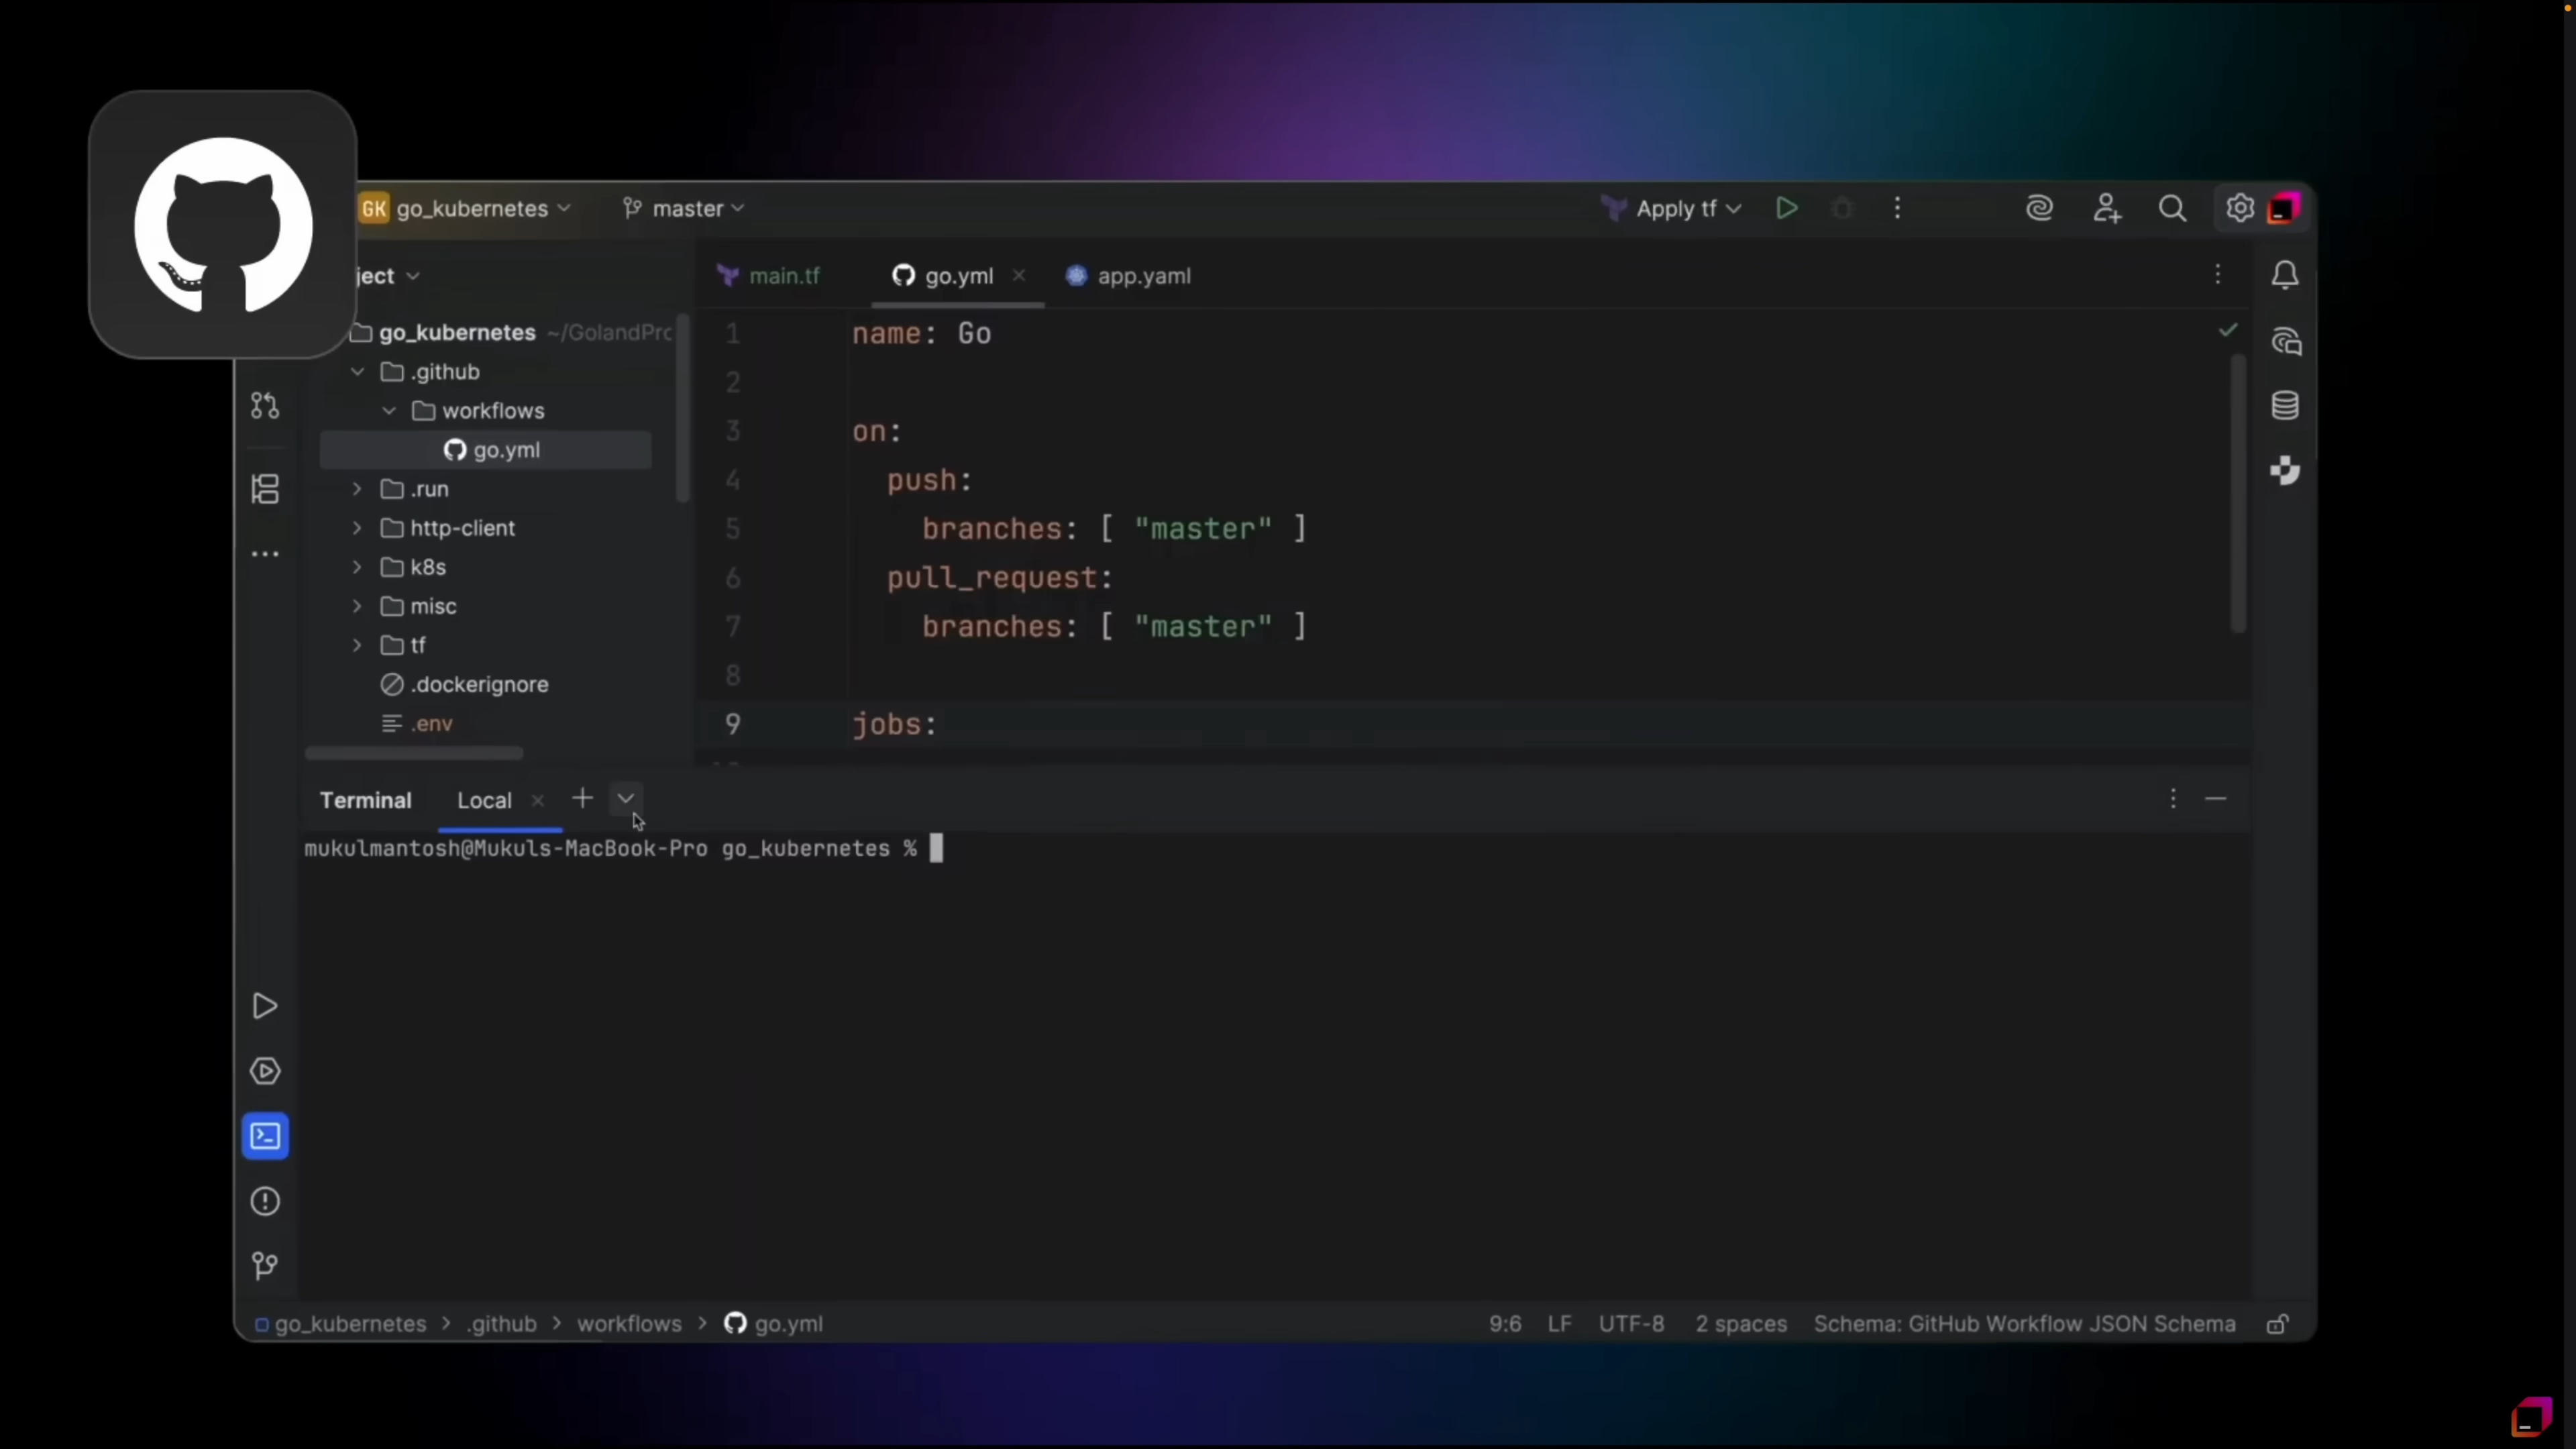 GK go_kubernetes
master
Apply tf
ject
main.tf
go.yml
app.yaml
go_kubernetes
.github
workflows
go.yml
.run
http-client
k8s
misc
tf
.dockerignore
.env
1 name: Go
2
3 on:
4 push:
5 branches: [ "master" ]
6 pull_request:
7 branches: [ "master" ]
8
9 jobs:
Terminal Local
mukulmantosh@Mukuls-MacBook-Pro go_kubernetes %
go_kubernetes > .github > workflows > go.yml
9:6 LF UTF-8 2 spaces Schema: GitHub Workflow JSON Schema